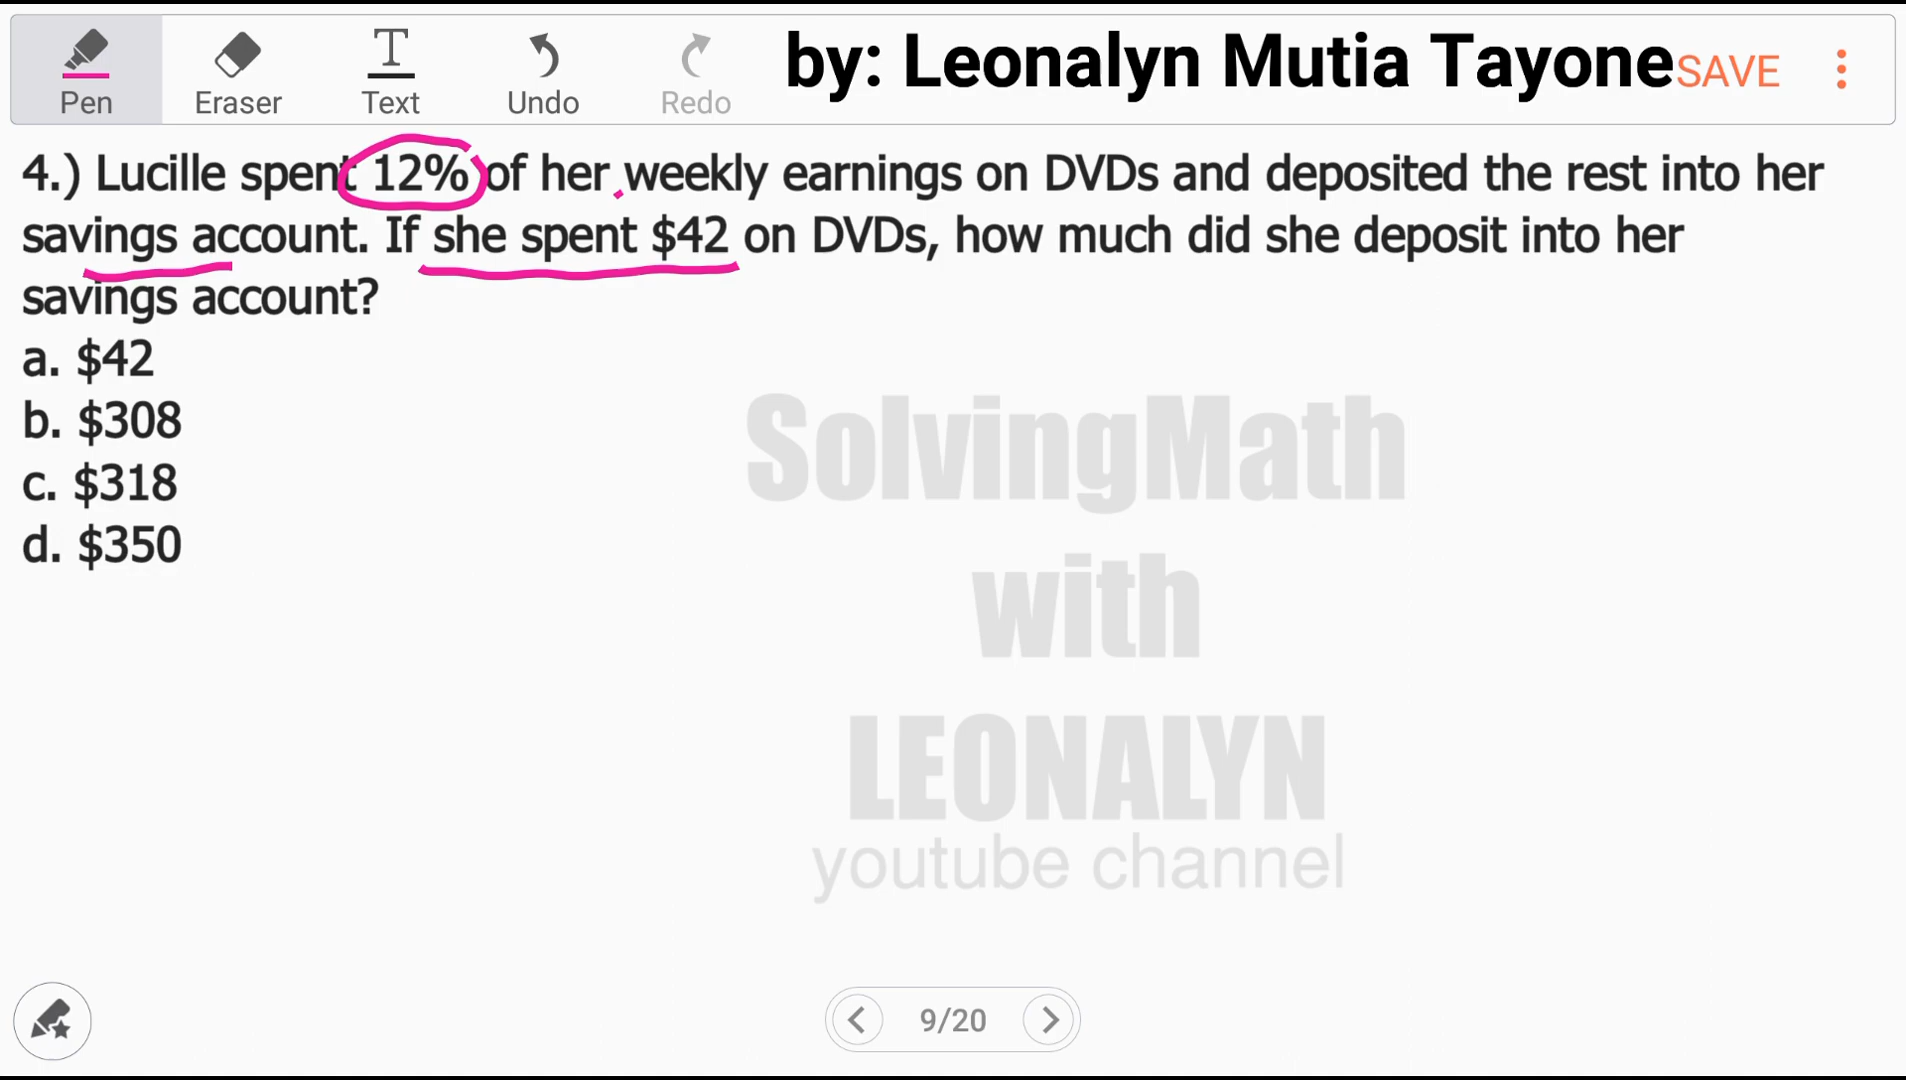 Pen
Eraser
Text
Undo
Redo
by: Leonalyn Mutia Tayone
SAVE
4.) Lucille spent 12% of her weekly earnings on DVDs and deposited the rest into her
savings account. If she spent $42 on DVDs, how much did she deposit into her
savings account?
a. $42
b. $308
c. $318
d. $350
SolvingMath
with
LEONALYN
youtube channel
9/20